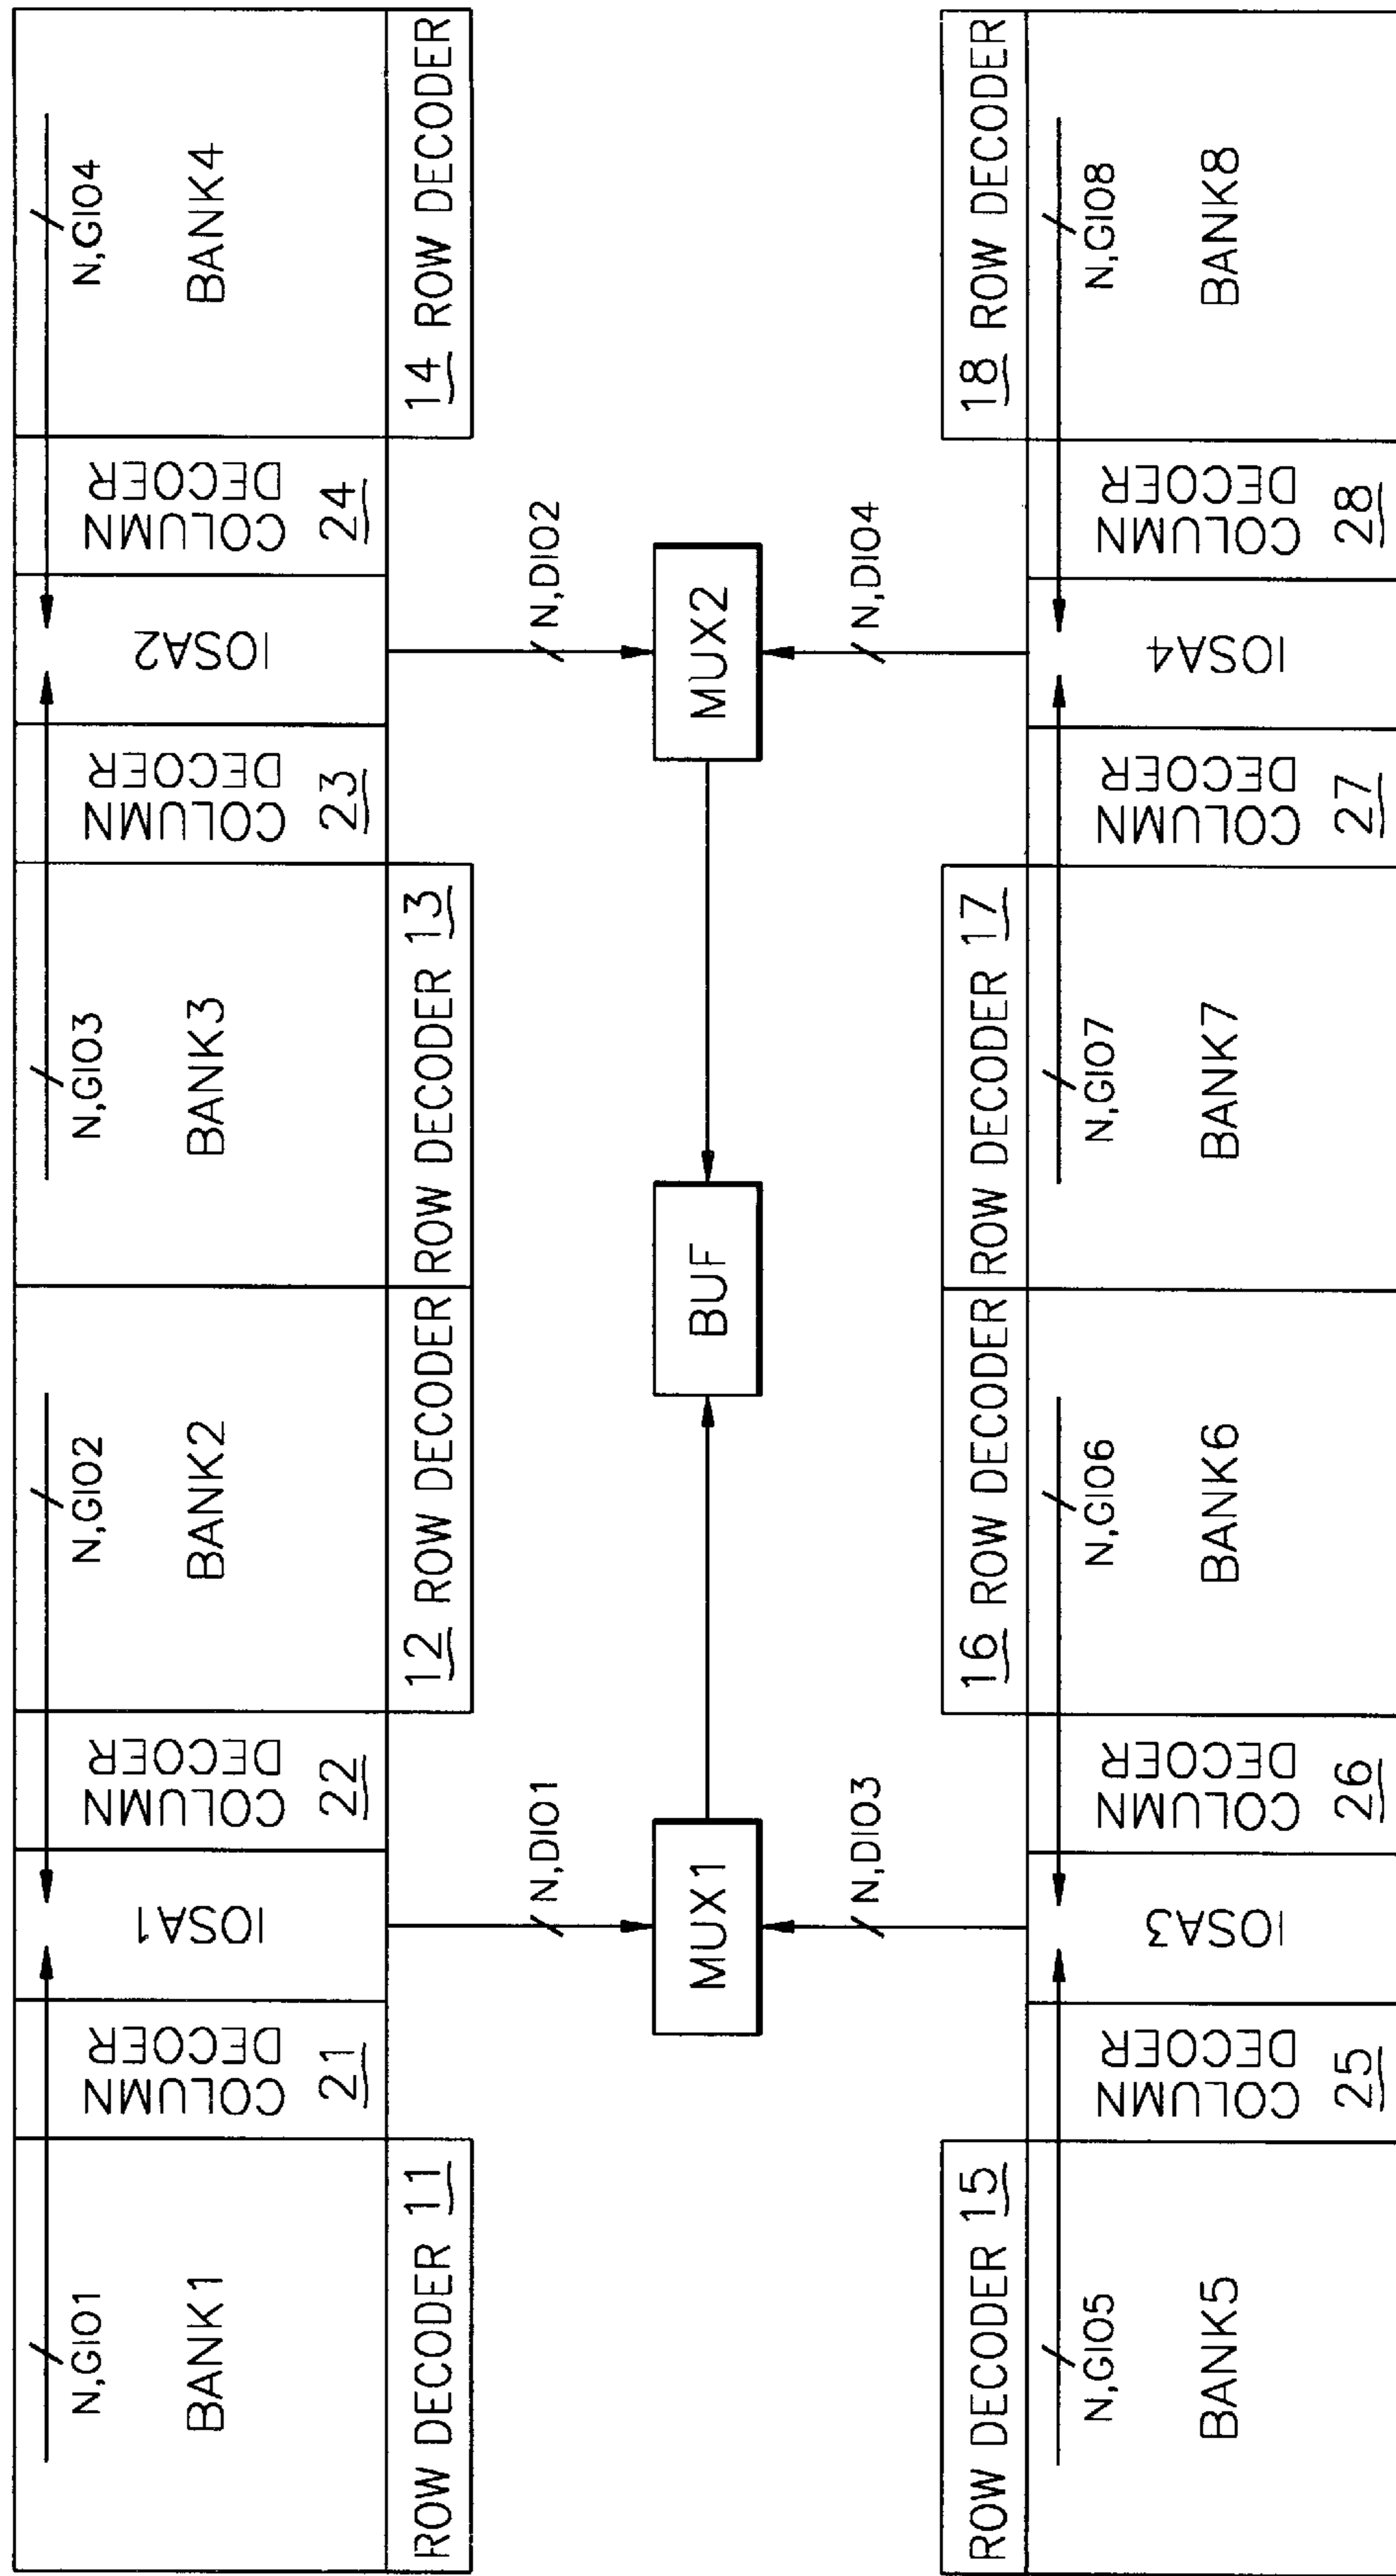 N,GIO1
BANK1
ROW DECODER 11
COLUMN
DECOER
21
IOSA1
COLUMN
DECOER
22
N,GIO2
BANK2
12 ROW DECODER
N,GIO3
BANK3
ROW DECODER 13
COLUMN
DECOER
23
IOSA2
COLUMN
DECOER
24
N,GIO4
BANK4
14 ROW DECODER
N,DIO1
N,DIO2
MUX1
BUF
MUX2
N,DIO3
N,DIO4
ROW DECODER 15
N,GIO5
BANK5
COLUMN
DECOER
25
IOSA3
COLUMN
DECOER
26
16 ROW DECODER
N,GIO6
BANK6
ROW DECODER 17
N,GIO7
BANK7
COLUMN
DECOER
27
IOSA4
COLUMN
DECOER
28
18 ROW DECODER
N,GIO8
BANK8